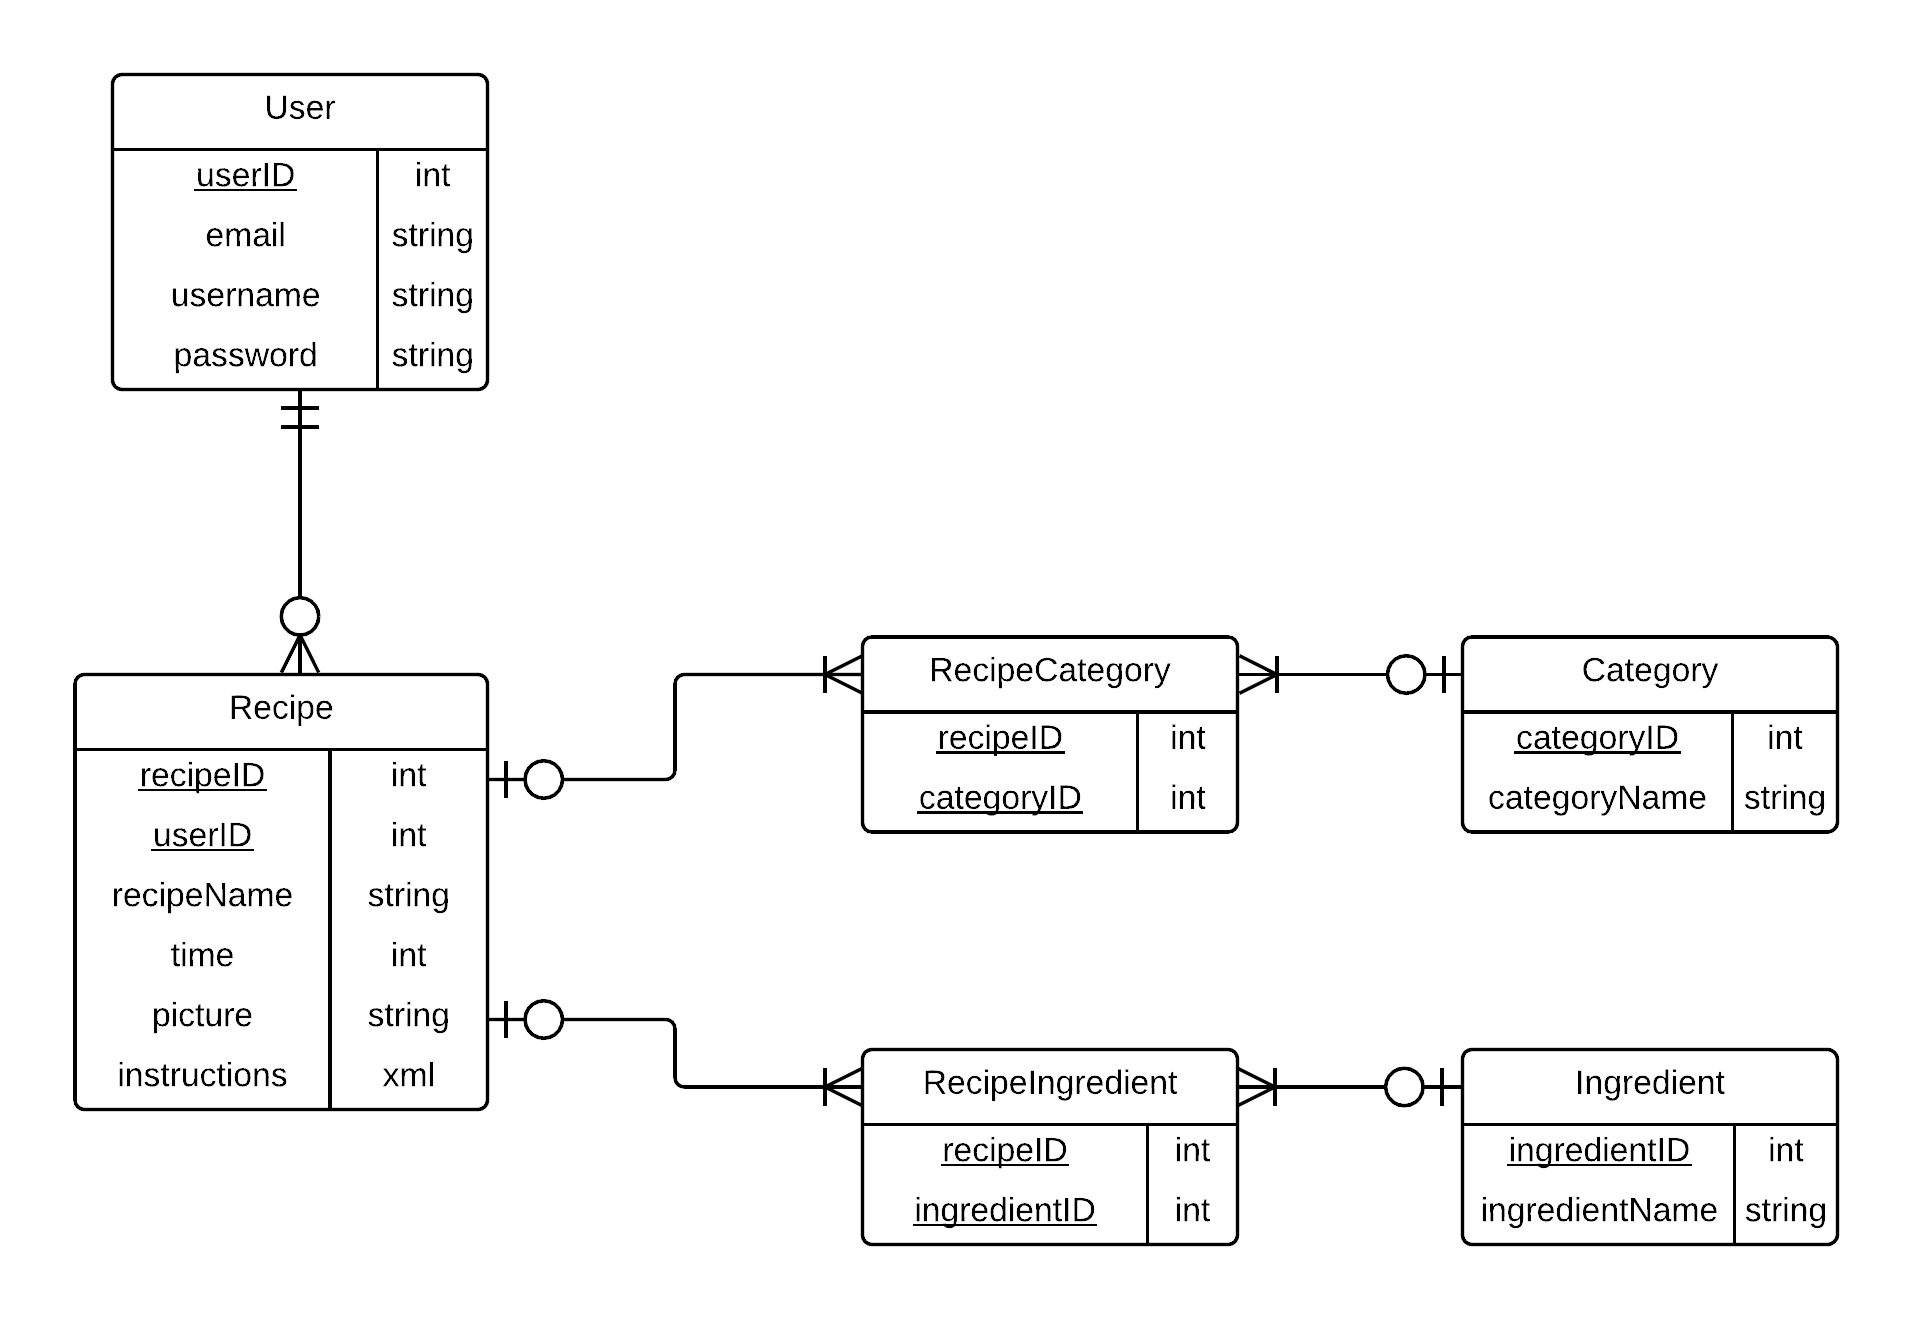 User
userID int
email string
username string
password string
Recipe
recipeID int
userID int
recipeName string
time int
picture string
instructions xml
RecipeCategory
recipeID int
categoryID int
Category
categoryID int
categoryName string
RecipeIngredient
recipeID int
ingredientID int
Ingredient
ingredientID int
ingredientName string